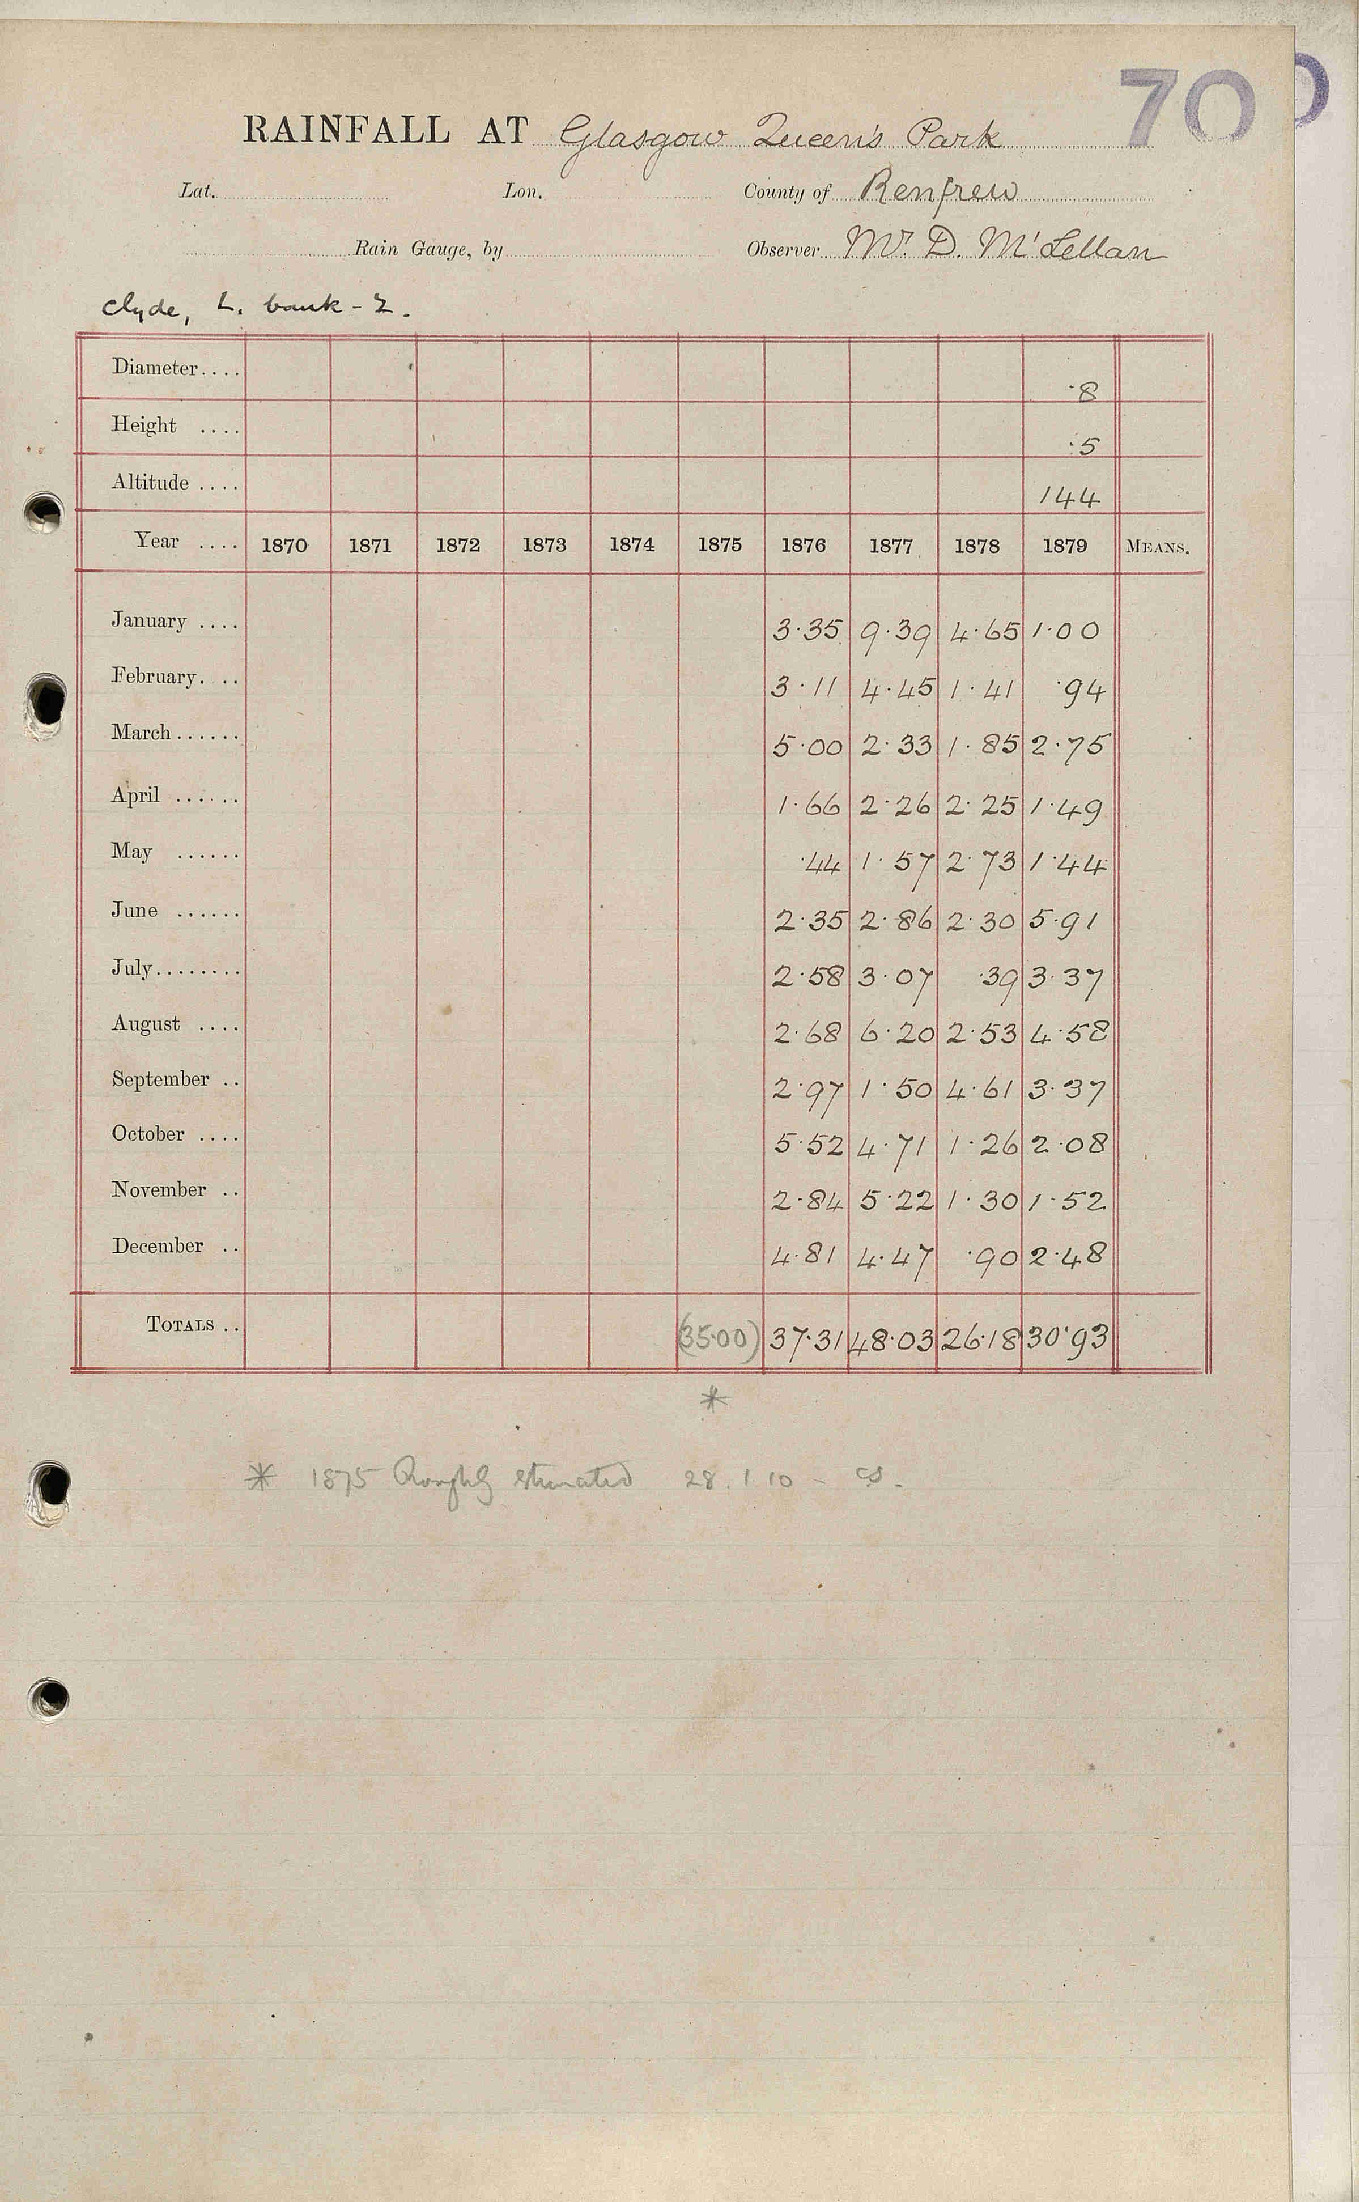 70
RAINFALL AT Glasgow Queen's Park
Lat. Lon. County of Renfrew
Rain Gauge, by Observer Mr. D. M'Lellan
Clyde, L. bank - 2.
Diameter.... ·8
Height .... ·5
Altitude .... 144
Year .... 1870 1871 1872 1873 1874 1875 1876 1877 1878 1879 MEANS.
January .... 3·35 9·39 4·65 1·00
February. .. 3·11 4·45 1·41 ·94
March...... 5·00 2·33 1·85 2·75
April ...... 1·66 2·26 2·25 1·49
May ...... ·44 1·57 2·73 1·44
June ...... 2·35 2·86 2·30 5·91
July........ 2·58 3·07 ·39 3·37
August .... 2·68 6·20 2·53 4·58
September .. 2·97 1·50 4·61 3·37
October .... 5·52 4·71 1·26 2·08
November .. 2·84 5·22 1·30 1·52
December .. 4·81 4·47 ·90 2·48
TOTALS .. (35·00) 37·31 48·03 26·18 30·93
*
* 1875 Roughly estimated 28.1.10 -